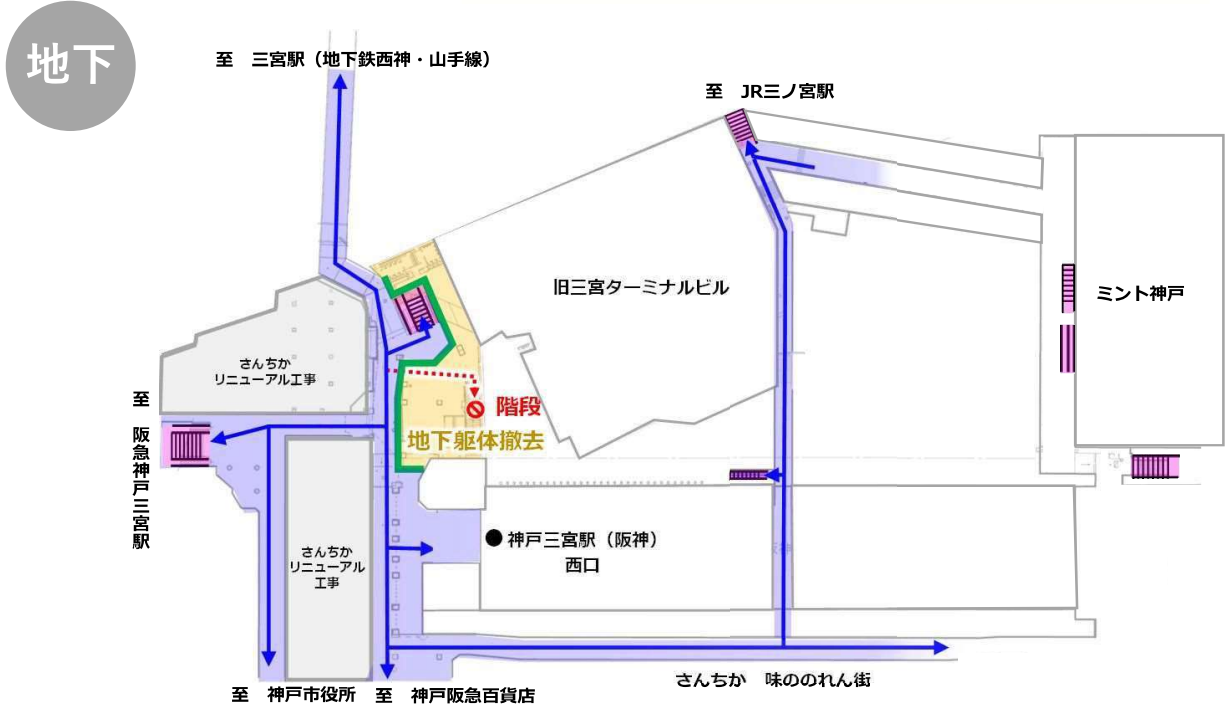 地下
至　三宮駅（地下鉄西神・山手線）
至　JR三ノ宮駅
旧三宮ターミナルビル
ミント神戸
さんちか
リニューアル工事
階段
地下躯体撤去
至　阪急神戸三宮駅
神戸三宮駅（阪神）
西口
さんちか
リニューアル
工事
さんちか　味ののれん街
至　神戸市役所
至　神戸阪急百貨店